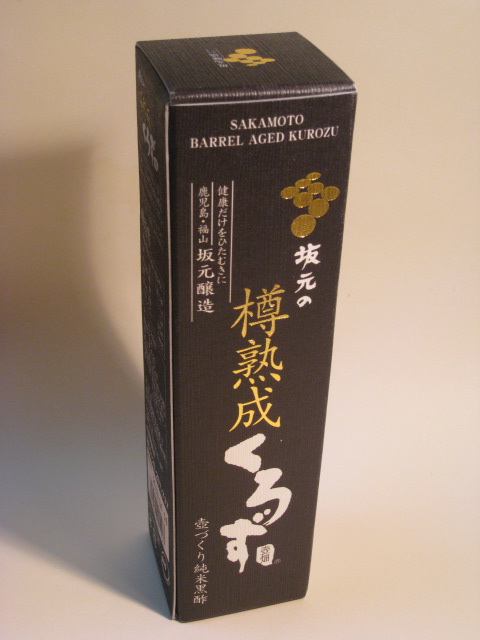 SAKAMOTO
BARREL AGED KUROZU
坂元の
樽熟成
くろず
壺畑
健康だけをひたむきに
鹿児島・福山 坂元醸造
壺づくり純米黒酢